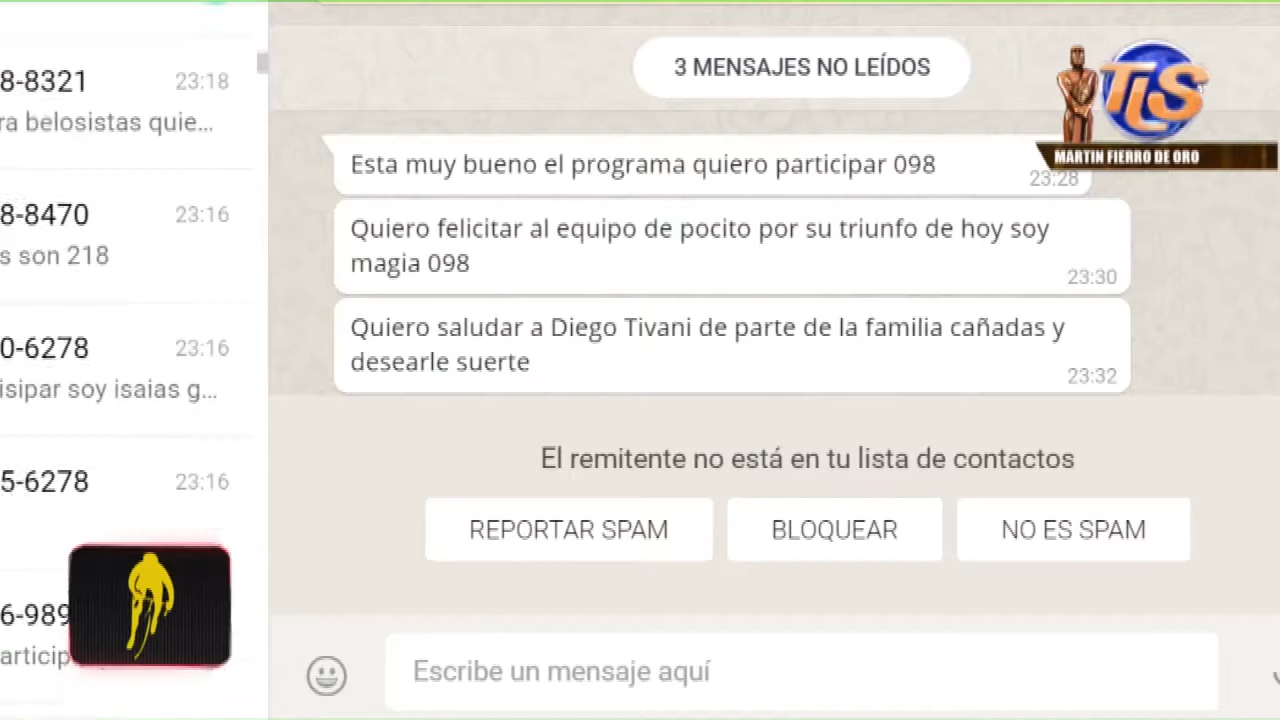 8-8321 23:18
ra belosistas quie...
8-8470 23:16
s son 218
0-6278 23:16
isipar soy isaias g...
5-6278 23:16
6-989
articip
3 MENSAJES NO LEÍDOS
TLS
MARTIN FIERRO DE ORO
Esta muy bueno el programa quiero participar 098
23:28
Quiero felicitar al equipo de pocito por su triunfo de hoy soy
magia 098
23:30
Quiero saludar a Diego Tivani de parte de la familia cañadas y
desearle suerte
23:32
El remitente no está en tu lista de contactos
REPORTAR SPAM BLOQUEAR NO ES SPAM
Escribe un mensaje aquí